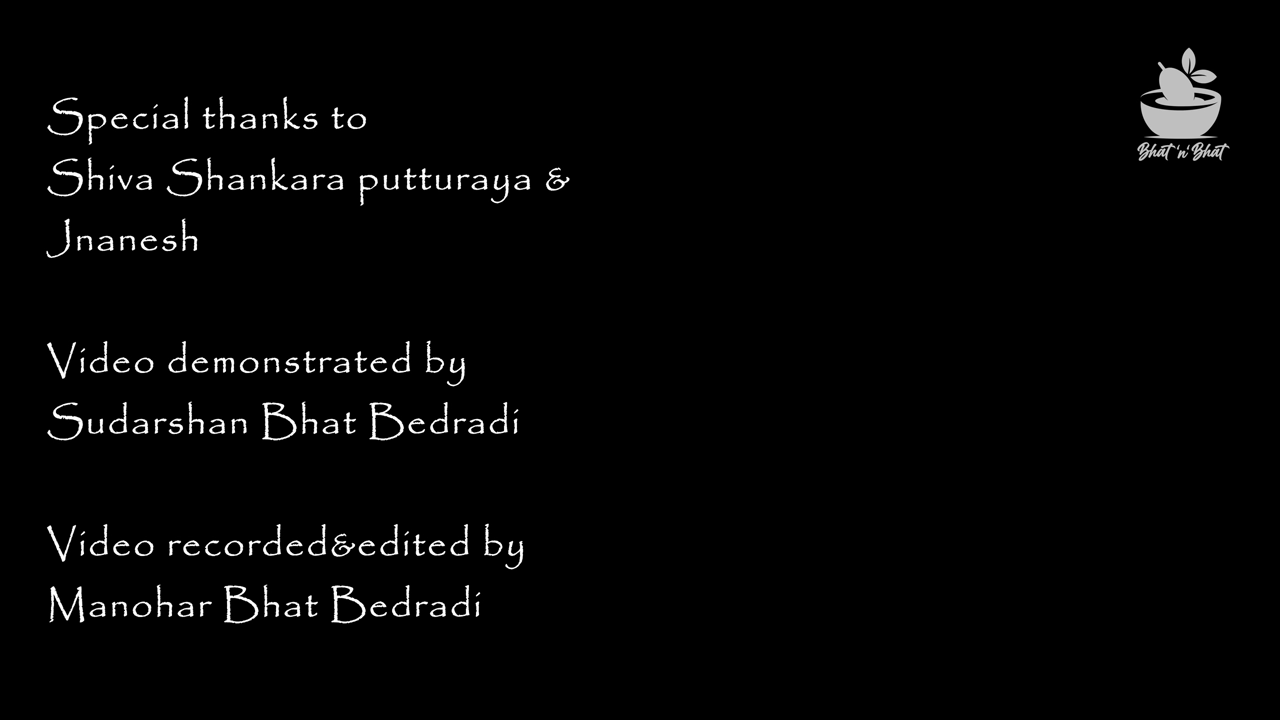 Special thanks to
Shiva Shankara putturaya &
Jnanesh
Video demonstrated by
Sudarshan Bhat Bedradi
Video recorded&edited by
Manohar Bhat Bedradi
Bhat 'n' Bhat